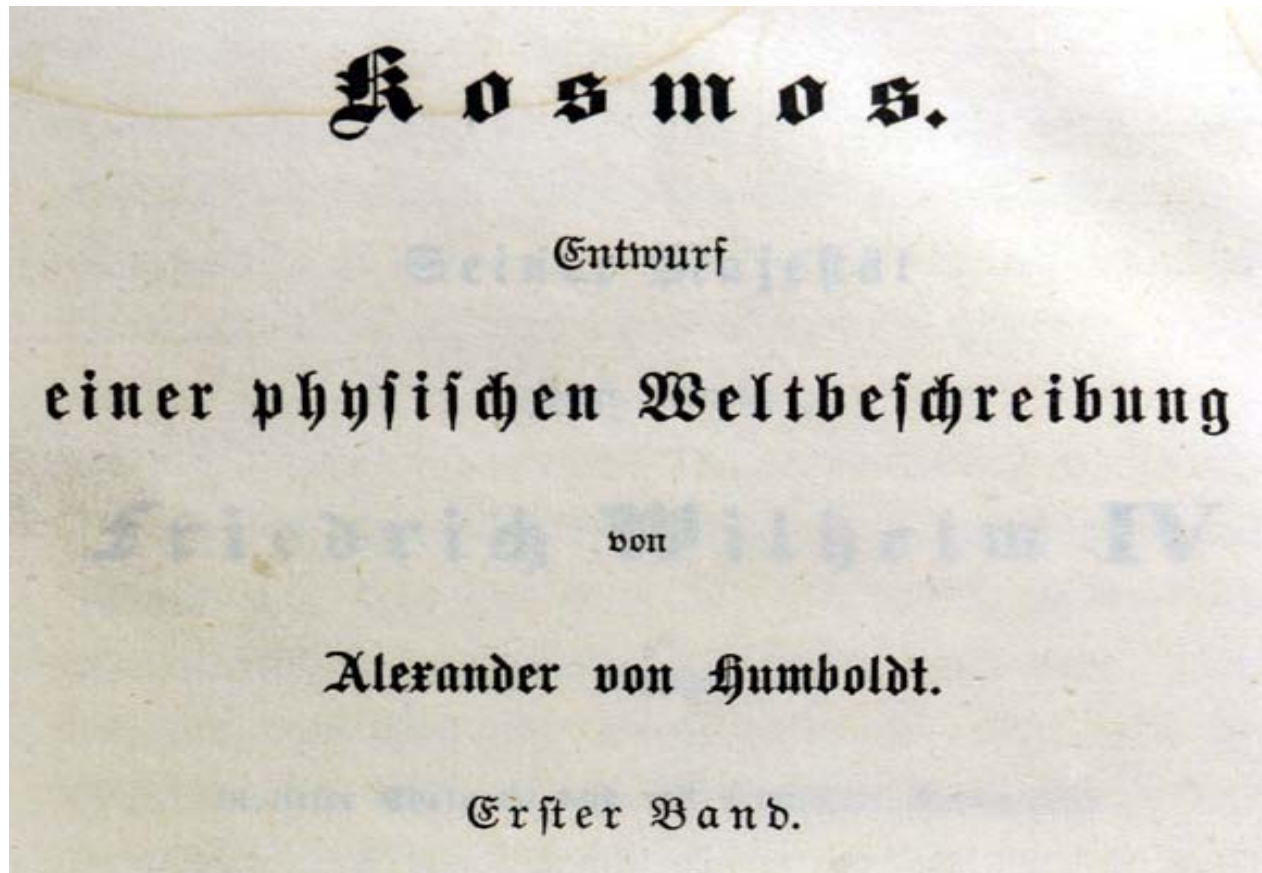 Kosmos.
Entwurf
einer phyſiſchen Weltbeſchreibung
von
Alexander von Humboldt.
Erſter Band.